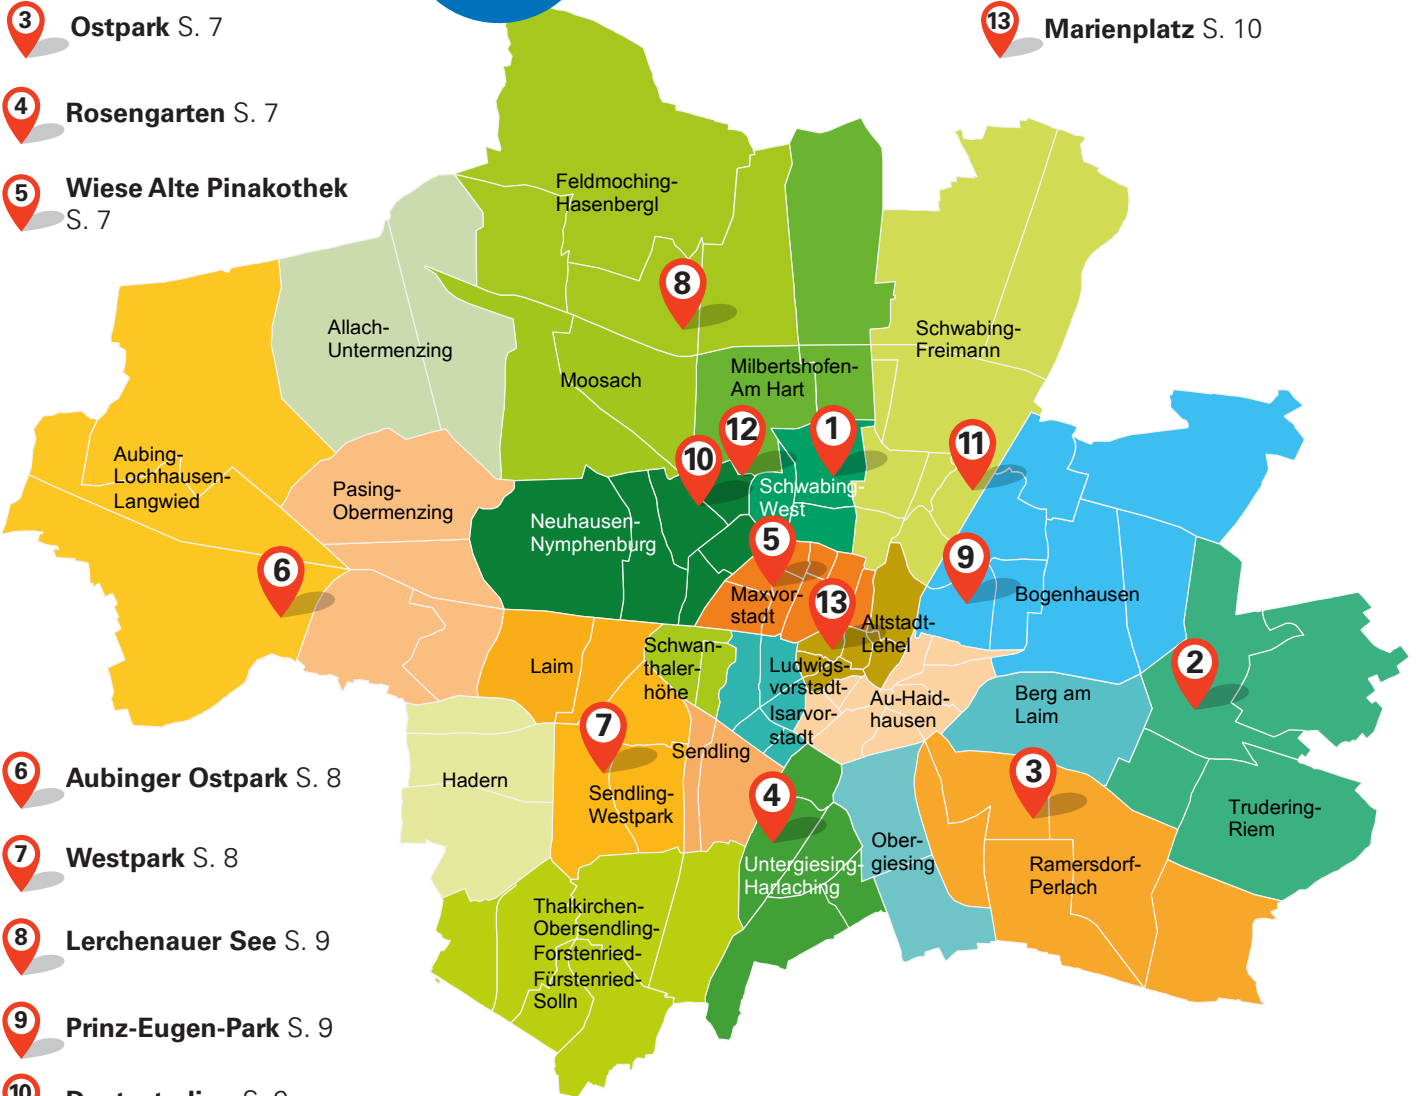 3 Ostpark S. 7
4 Rosengarten S. 7
5 Wiese Alte Pinakothek
S. 7
13 Marienplatz S. 10
Feldmoching-
Hasenbergl
8
Allach-
Untermenzing
Schwabing-
Freimann
Moosach
Milbertshofen-
Am Hart
12
1
11
10
Aubing-
Lochhausen-
Langwied
Pasing-
Obermenzing
Schwabing-
West
Neuhausen-
Nymphenburg
5
9
6
Maxvor-
stadt
13
Bogenhausen
Altstadt-
Lehel
Laim
Schwan-
thaler-
höhe
Ludwigs-
vorstadt-
Isarvor-
stadt
2
Au-Haid-
hausen
Berg am
Laim
7
Sendling
3
Hadern
Sendling-
Westpark
4
Trudering-
Riem
Ober-
giesing
Untergiesing-
Harlaching
Ramersdorf-
Perlach
Thalkirchen-
Obersendling-
Forstenried-
Fürstenried-
Solln
6 Aubinger Ostpark S. 8
7 Westpark S. 8
8 Lerchenauer See S. 9
9 Prinz-Eugen-Park S. 9
10